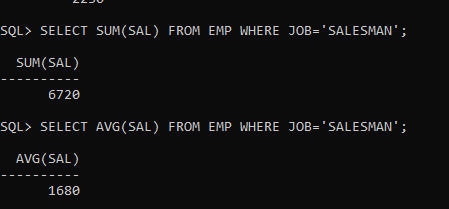 SQL> SELECT SUM(SAL) FROM EMP WHERE JOB='SALESMAN';
SUM(SAL)
----------
6720
SQL> SELECT AVG(SAL) FROM EMP WHERE JOB='SALESMAN';
AVG(SAL)
----------
1680